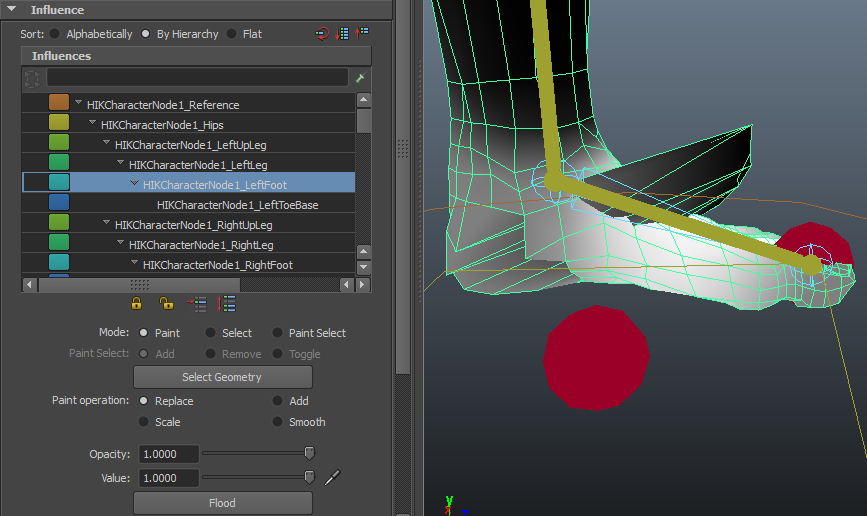 Influence
Sort: Alphabetically By Hierarchy Flat
Influences
HIKCharacterNode1_Reference
HIKCharacterNode1_Hips
HIKCharacterNode1_LeftUpLeg
HIKCharacterNode1_LeftLeg
HIKCharacterNode1_LeftFoot
HIKCharacterNode1_LeftToeBase
HIKCharacterNode1_RightUpLeg
HIKCharacterNode1_RightLeg
HIKCharacterNode1_RightFoot
Mode: Paint Select Paint Select
Paint Select: Add Remove Toggle
Select Geometry
Paint operation: Replace Add
Scale Smooth
Opacity: 1.0000
Value: 1.0000
Flood
y